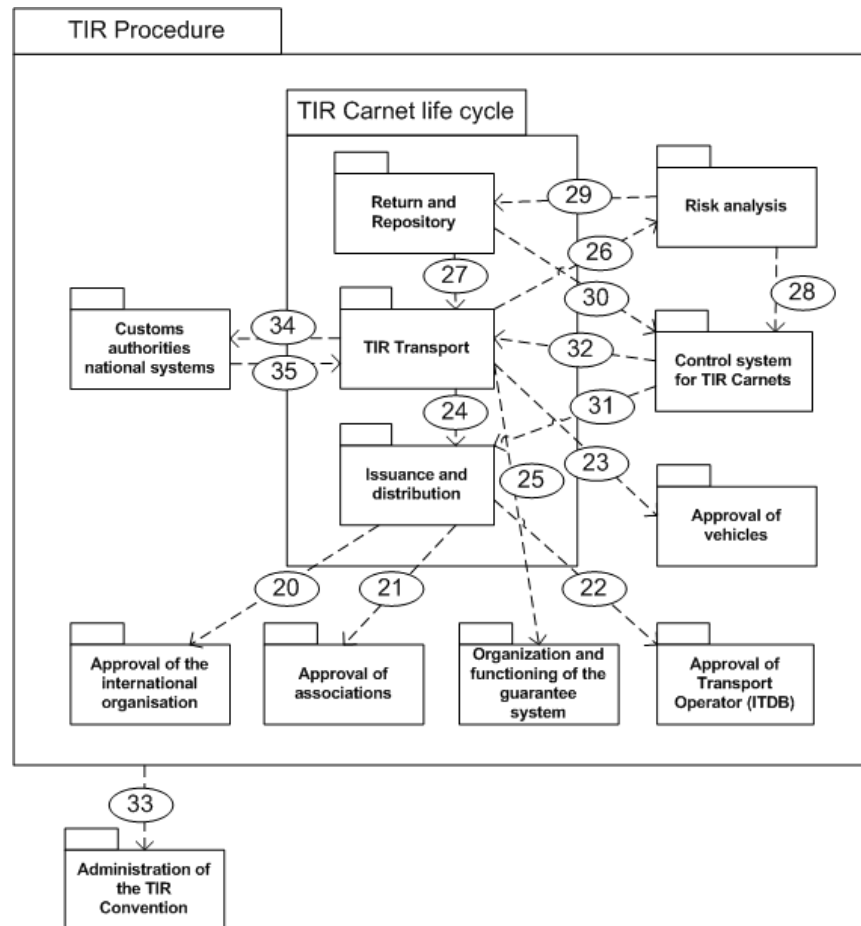 TIR Procedure
TIR Carnet life cycle
Return and
Repository
29
Risk analysis
27
26
30
28
Customs
authorities
national systems
34
35
TIR Transport
32
Control system
for TIR Carnets
24
31
Issuance and
distribution
25
23
Approval of
vehicles
20
21
22
Approval of the
international
organisation
Approval of
associations
Organization and
functioning of the
guarantee
system
Approval of
Transport
Operator (ITDB)
33
Administration of
the TIR
Convention